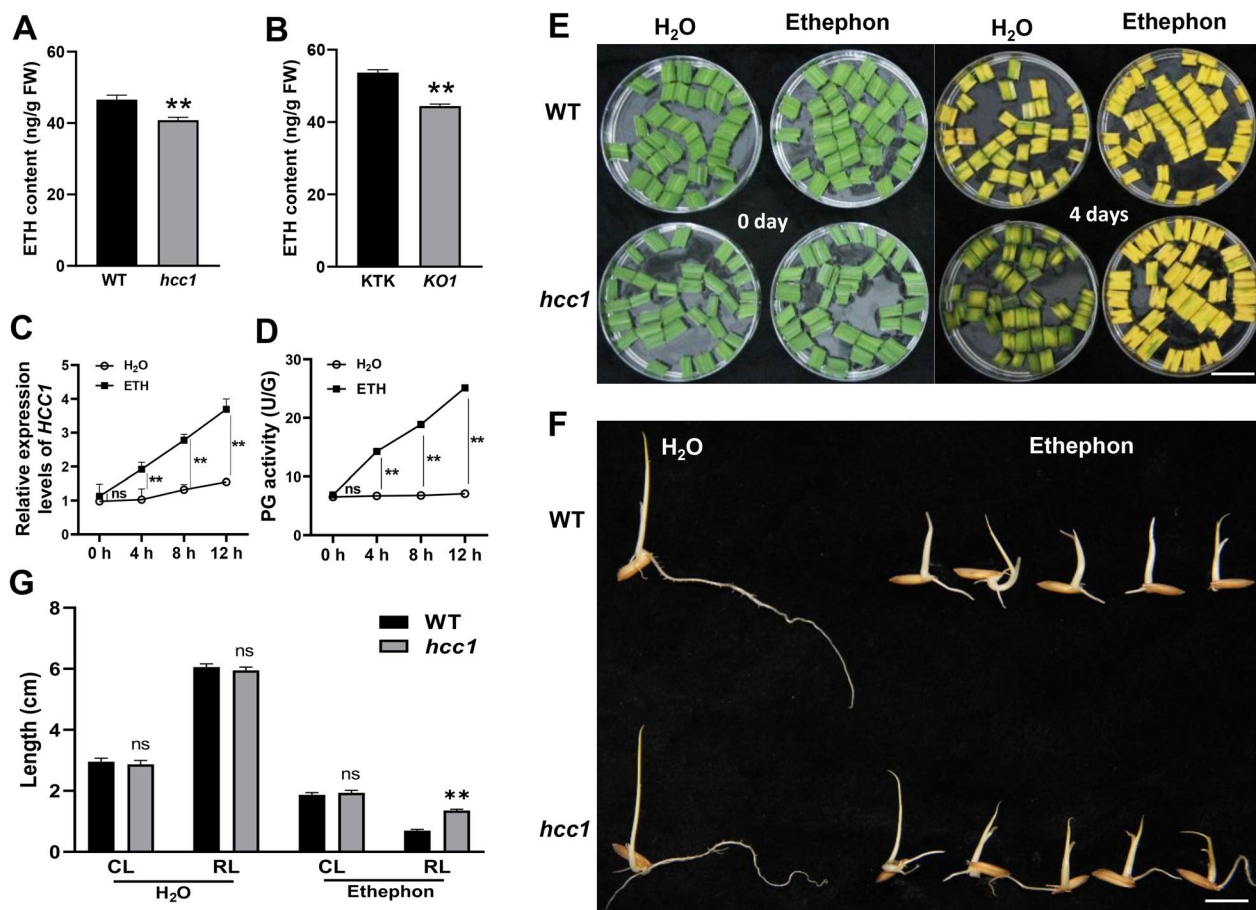 A
ETH content (ng/g FW)
60
40
20
0
**
WT
hcc1
B
ETH content (ng/g FW)
60
40
20
0
**
KTK
KO1
C
Relative expression
levels of HCC1
H2O
ETH
5
4
3
2
1
0
ns
**
**
**
0 h
4 h
8 h
12 h
D
PG activity (U/G)
H2O
ETH
30
20
10
0
ns
**
**
**
0 h
4 h
8 h
12 h
E
H2O
Ethephon
H2O
Ethephon
WT
0 day
4 days
hcc1
F
H2O
Ethephon
WT
hcc1
G
Length (cm)
8
6
4
2
0
WT
hcc1
ns
ns
ns
**
CL
RL
CL
RL
H2O
Ethephon